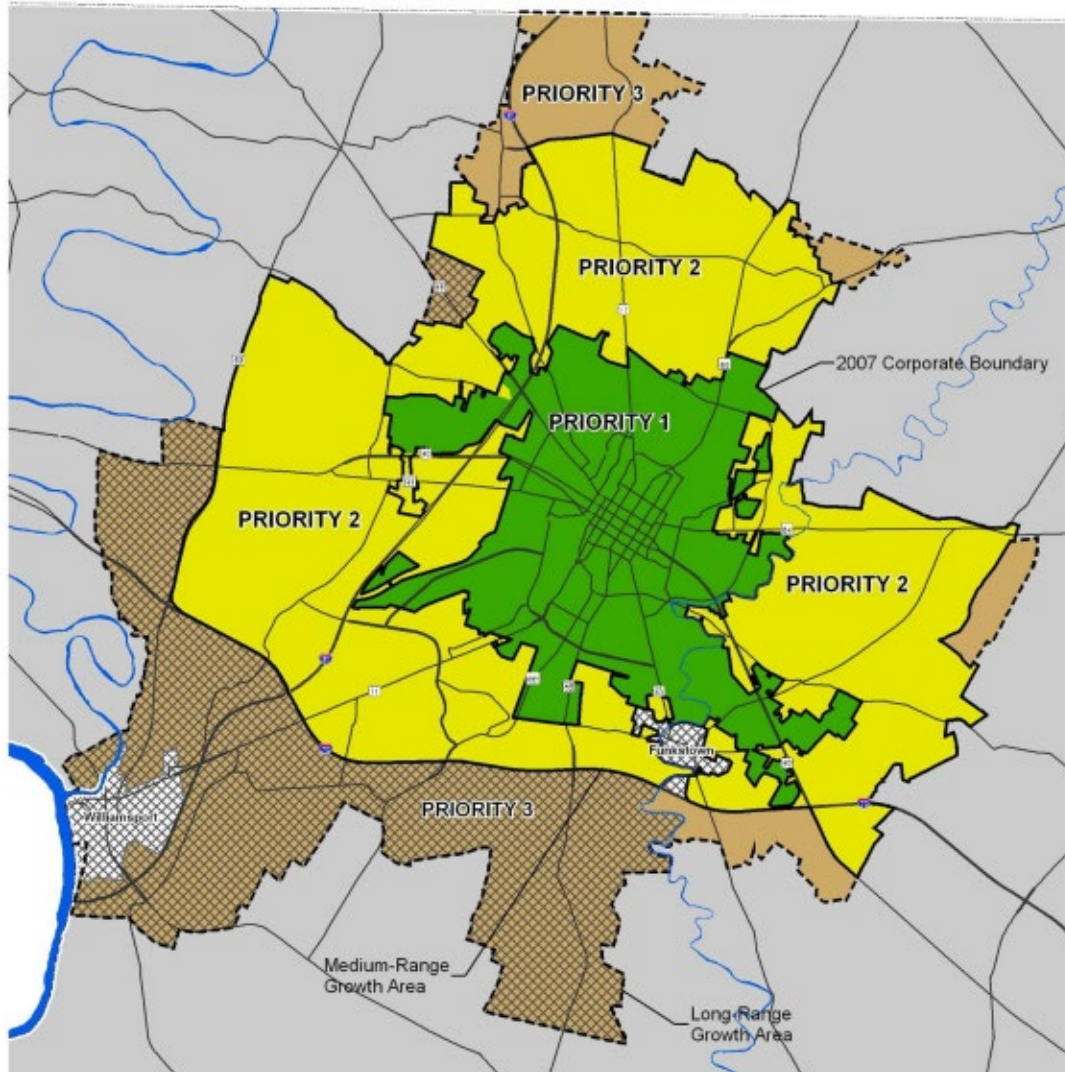 PRIORITY 3
PRIORITY 2
2007 Corporate Boundary
PRIORITY 1
PRIORITY 2
PRIORITY 2
Funkstown
PRIORITY 3
Williamsport
Medium-Range
Growth Area
Long-Range
Growth Area